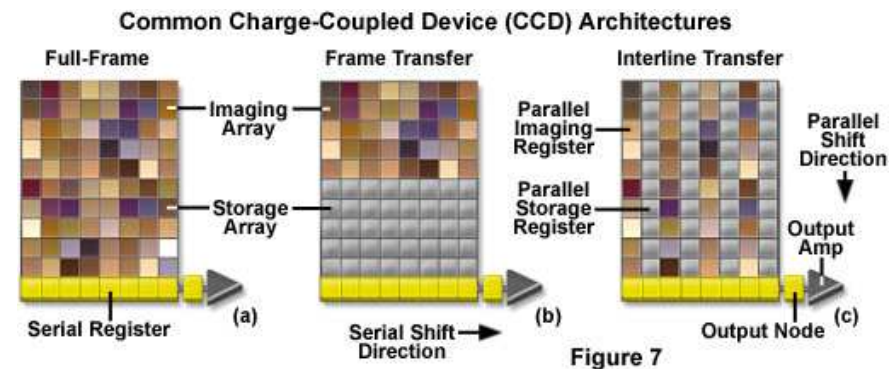 Common Charge-Coupled Device (CCD) Architectures
Full-Frame
Frame Transfer
Interline Transfer
Imaging
Array
Parallel
Imaging
Register
Parallel
Shift
Direction
Storage
Array
Parallel
Storage
Register
Output
Amp
Serial Register
(a)
Serial Shift
Direction
(b)
Output Node
(c)
Figure 7